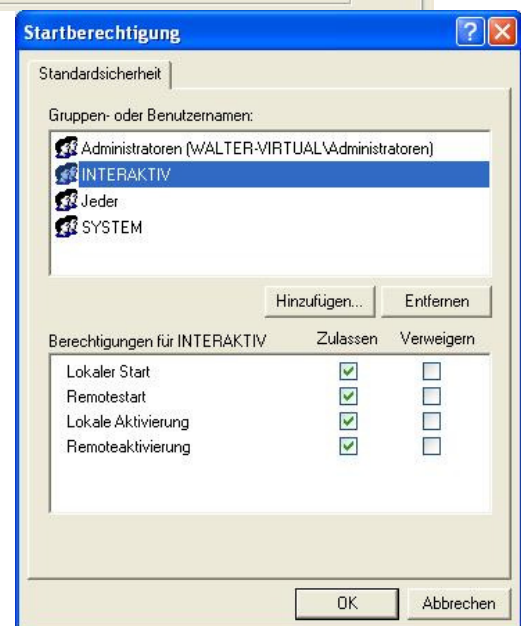 Startberechtigung
Standardsicherheit
Gruppen- oder Benutzernamen:
Administratoren (WALTER-VIRTUAL\Administratoren)
INTERAKTIV
Jeder
SYSTEM
Hinzufügen... Entfernen
Berechtigungen für INTERAKTIV Zulassen Verweigern
Lokaler Start
Remotestart
Lokale Aktivierung
Remoteaktivierung
OK Abbrechen